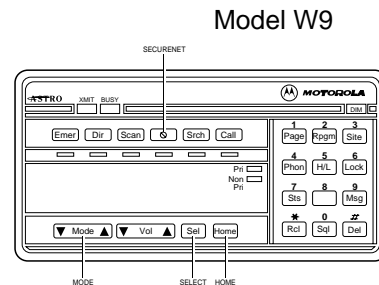 Model W9
SECURENET
ASTRO XMIT BUSY
MOTOROLA
DIM
Emer Dir Scan Srch Call
1 2 3
Page Rpgm Site
4 5 6
Phon H/L Lock
Pri
Non
Pri
7 8 9
Sts Msg
* 0 #
Rcl Sql Del
Mode Vol Sel Home
MODE SELECT HOME